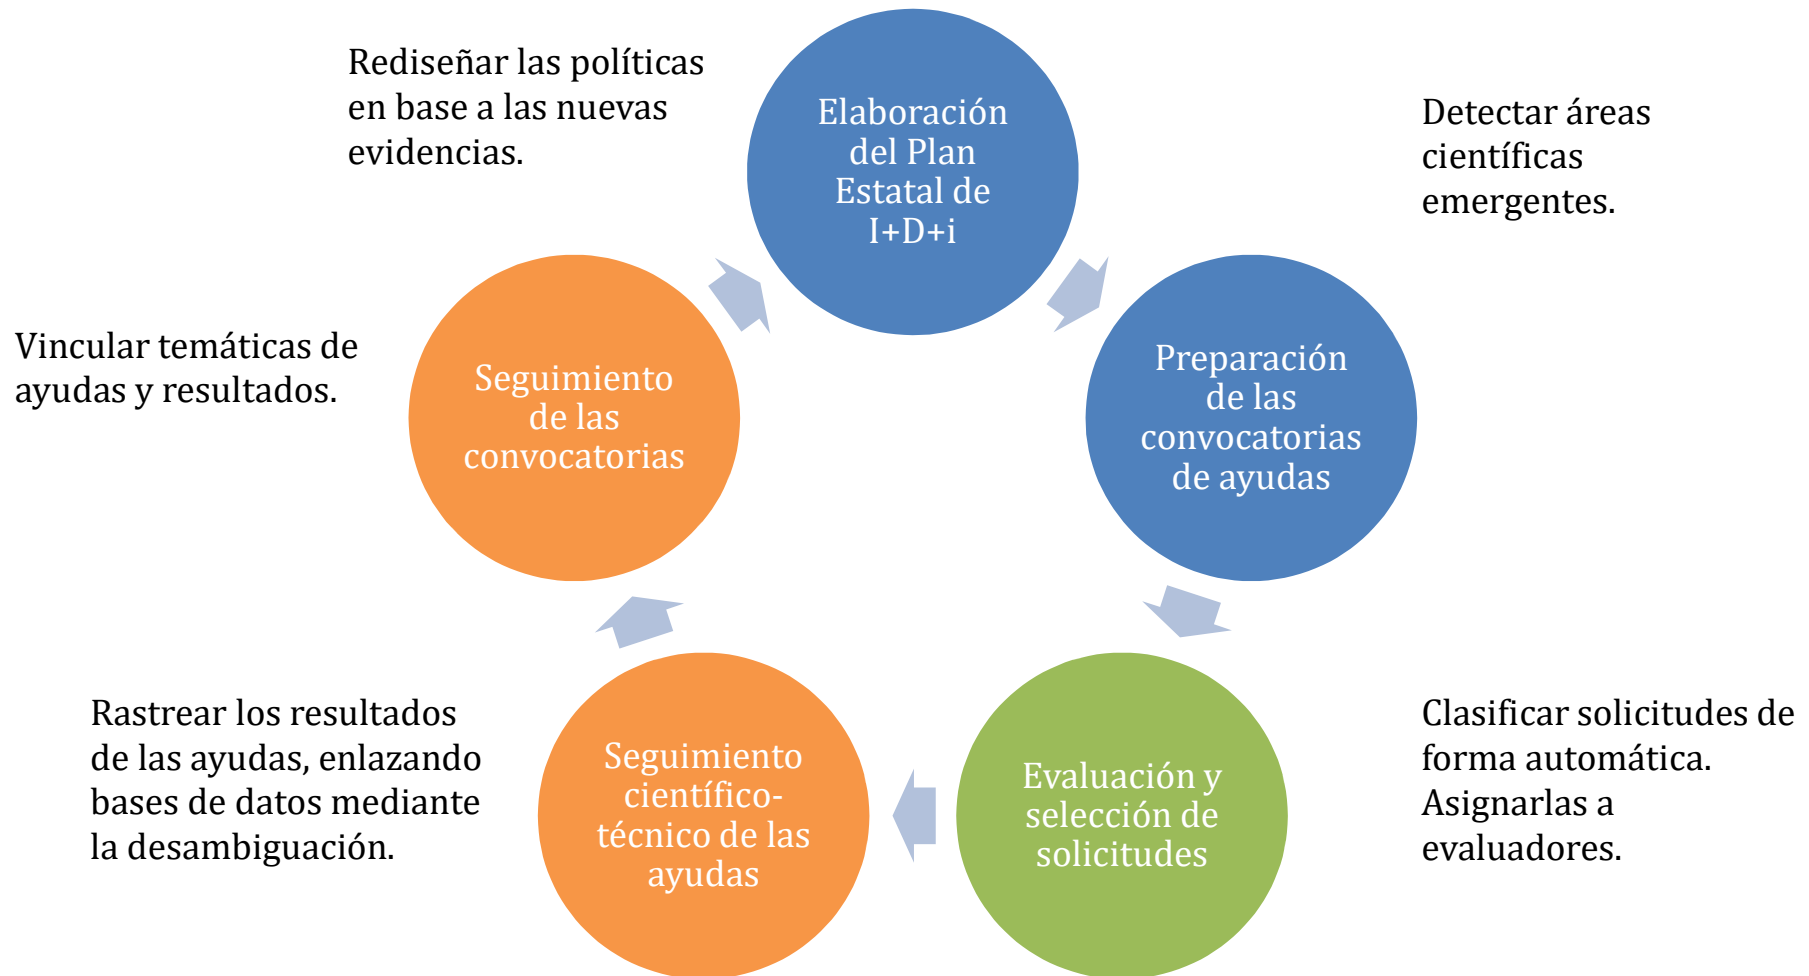 Rediseñar las políticas
en base a las nuevas
evidencias.
Elaboración
del Plan
Estatal de
I+D+i
Detectar áreas
científicas
emergentes.
Vincular temáticas de
ayudas y resultados.
Seguimiento
de las
convocatorias
Preparación
de las
convocatorias
de ayudas
Rastrear los resultados
de las ayudas, enlazando
bases de datos mediante
la desambiguación.
Seguimiento
científico-
técnico de las
ayudas
Evaluación y
selección de
solicitudes
Clasificar solicitudes de
forma automática.
Asignarlas a
evaluadores.